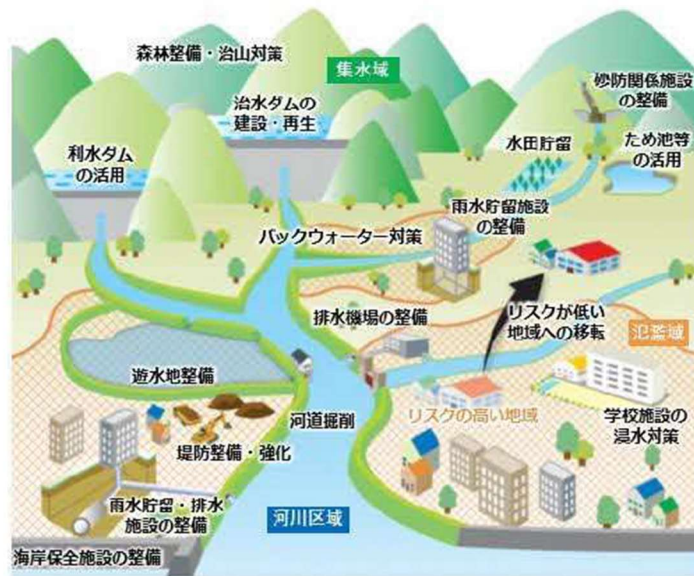 森林整備・治山対策
集水域
砂防関係施設
の整備
治水ダムの
建設・再生
水田貯留
ため池等
の活用
利水ダム
の活用
雨水貯留施設
の整備
バックウォーター対策
排水機場の整備
リスクが低い
地域への移転
氾濫域
遊水地整備
河道掘削
リスクの高い地域
学校施設の
浸水対策
堤防整備・強化
雨水貯留・排水
施設の整備
河川区域
海岸保全施設の整備